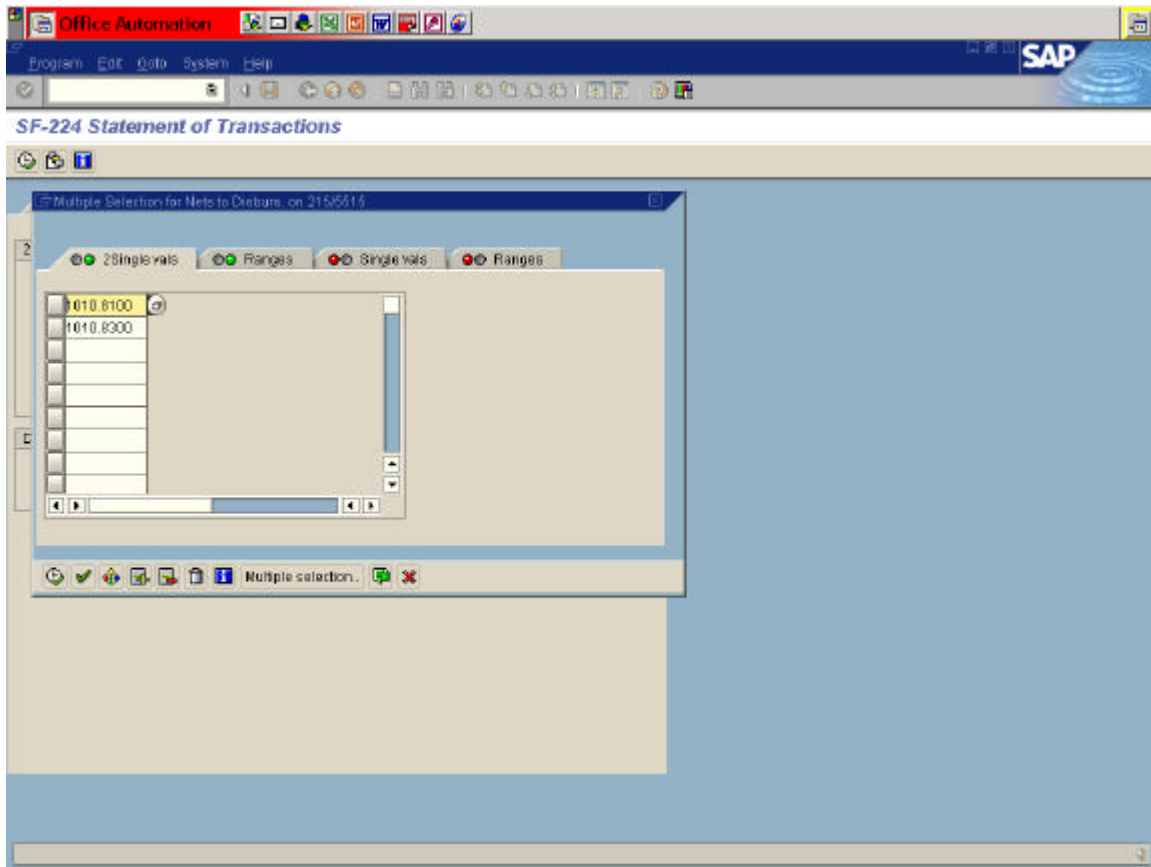 Office Automation
Program Edit Goto System Help
SAP
SF-224 Statement of Transactions
Multiple Selection for Nets to Disburs. on 215/5515
2Single vals Ranges Single vals Ranges
1010.8100
1010.8300
Multiple selection..